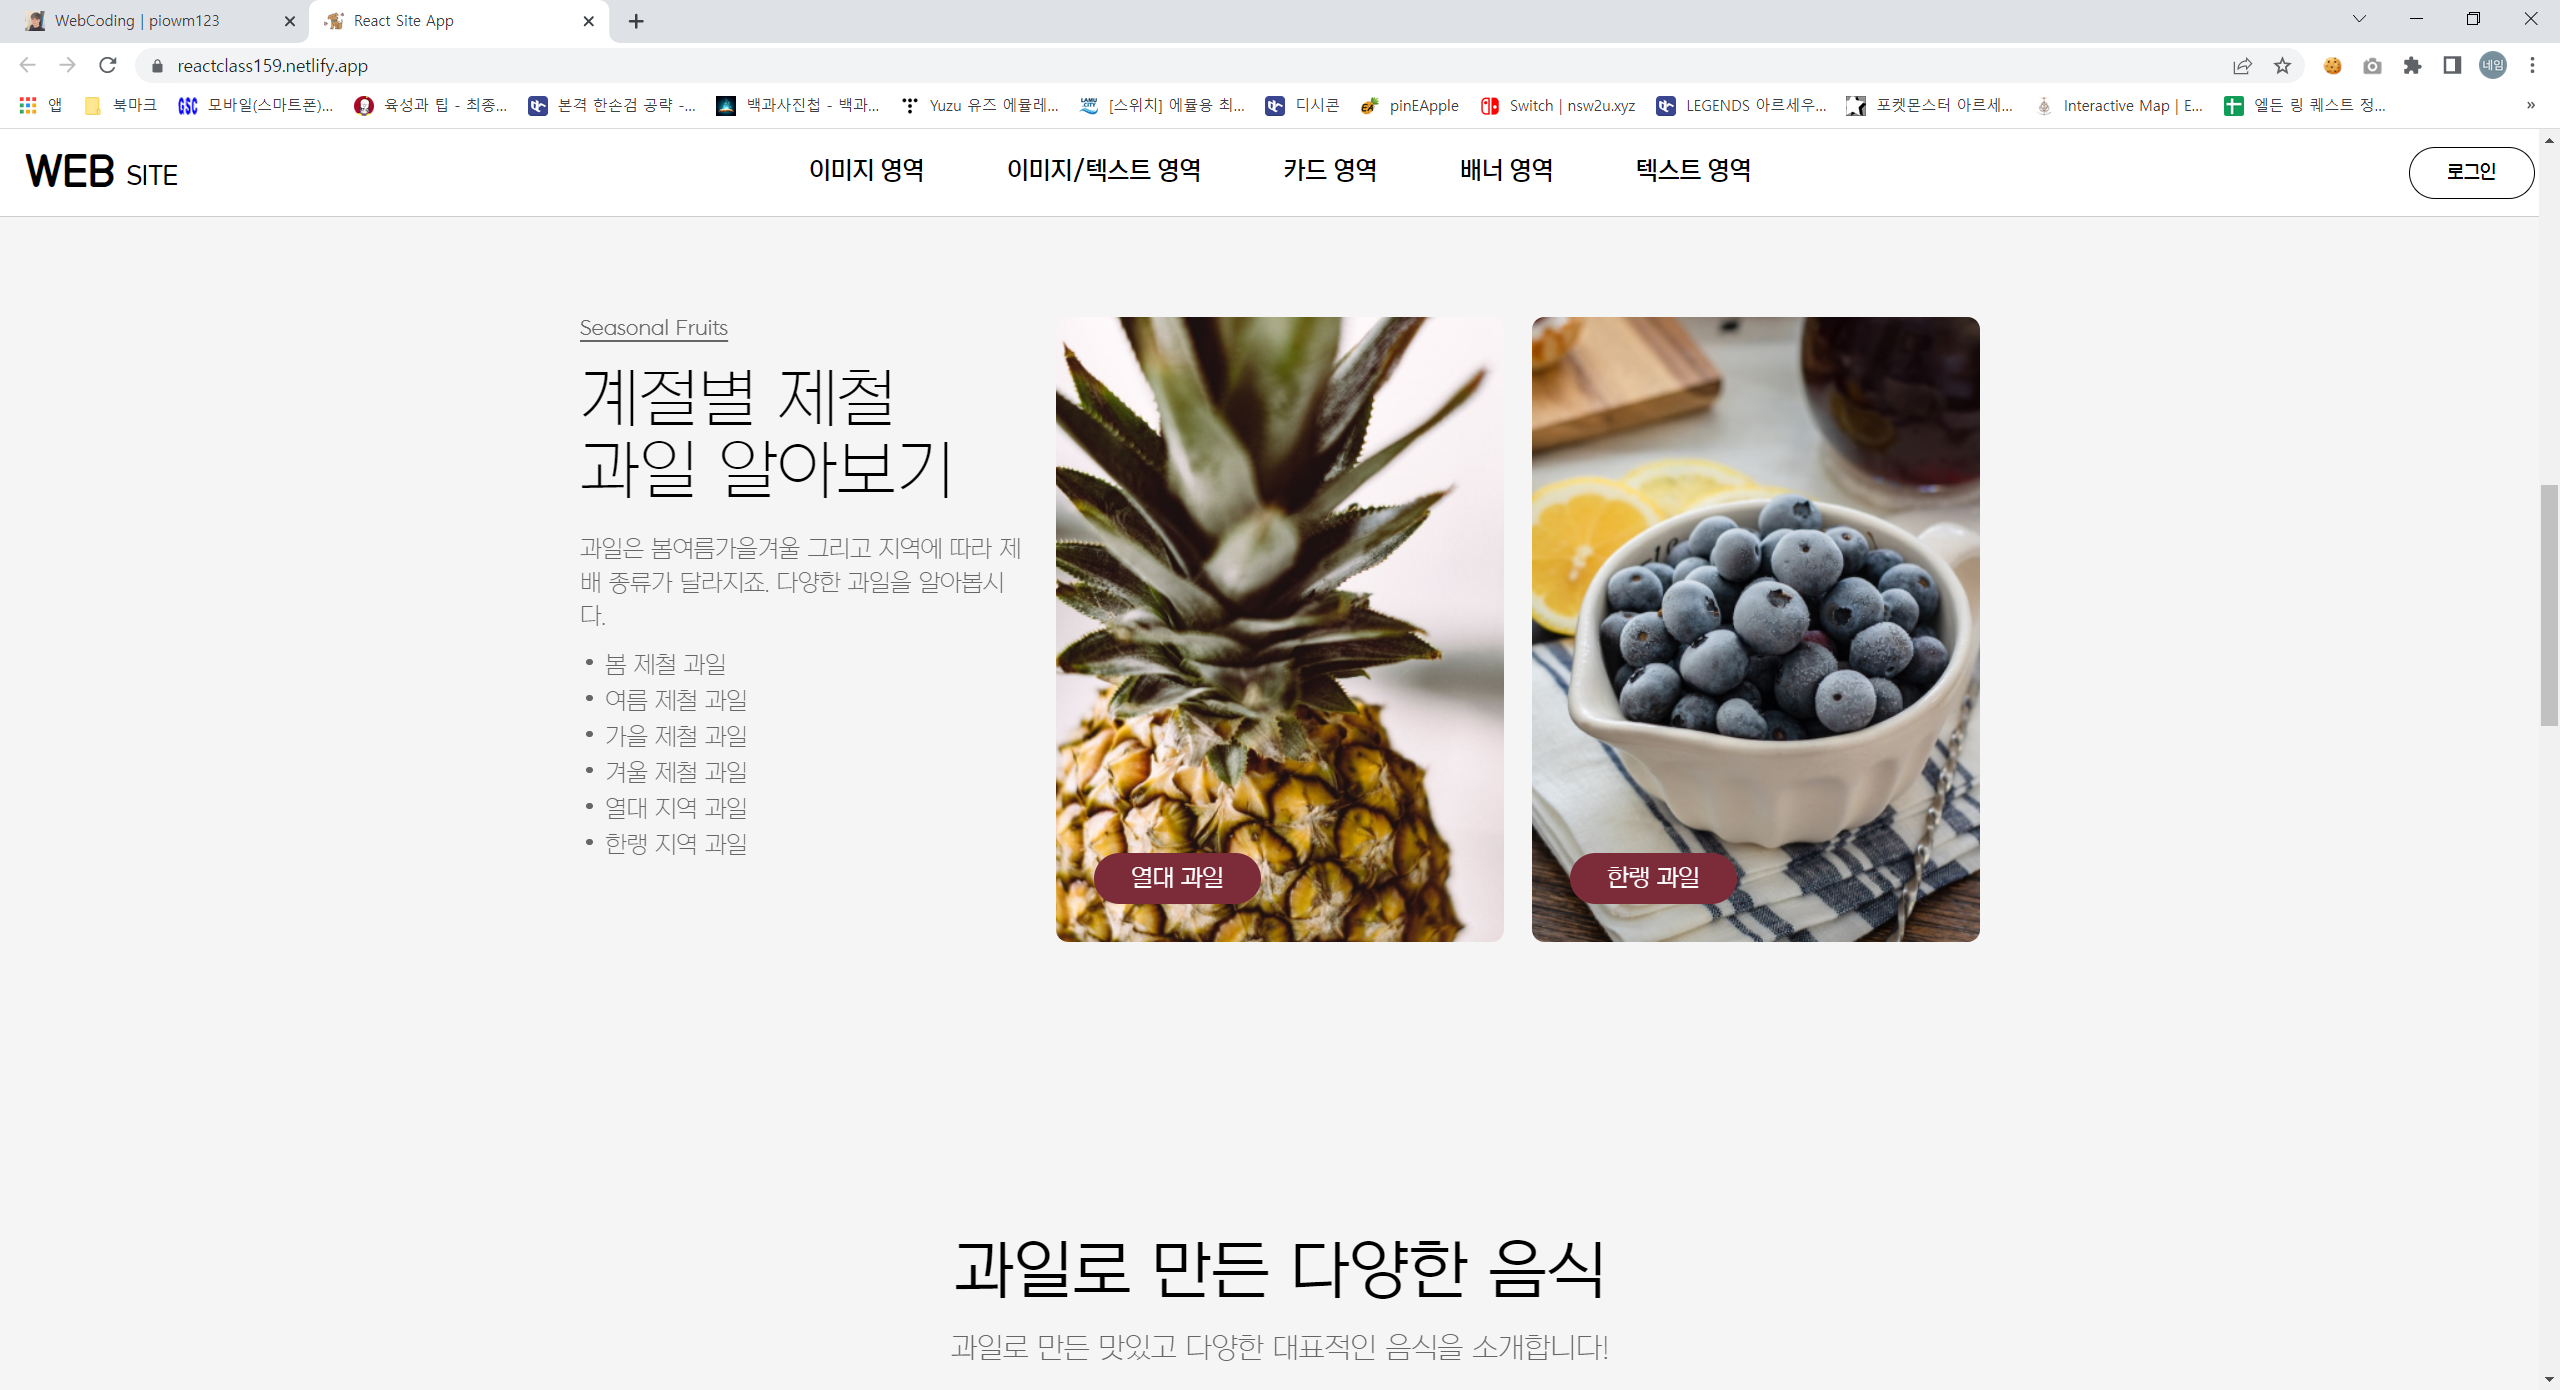 WebCoding | piowm123
React Site App
reactclass159.netlify.app
네임
앱
북마크
GSC 모바일(스마트폰)...
육성과 팁 - 최종...
본격 한손검 공략 -...
백과사진첩 - 백과...
Yuzu 유즈 에뮬레...
[스위치] 에뮬용 최...
디시콘
pinEApple
Switch | nsw2u.xyz
LEGENDS 아르세우...
포켓몬스터 아르세...
Interactive Map | E...
엘든 링 퀘스트 정...
WEB SITE
이미지 영역
이미지/텍스트 영역
카드 영역
배너 영역
텍스트 영역
로그인
Seasonal Fruits
계절별 제철
과일 알아보기
과일은 봄여름가을겨울 그리고 지역에 따라 제
배 종류가 달라지죠. 다양한 과일을 알아봅시
다.
• 봄 제철 과일
• 여름 제철 과일
• 가을 제철 과일
• 겨울 제철 과일
• 열대 지역 과일
• 한랭 지역 과일
열대 과일
한랭 과일
과일로 만든 다양한 음식
과일로 만든 맛있고 다양한 대표적인 음식을 소개합니다!